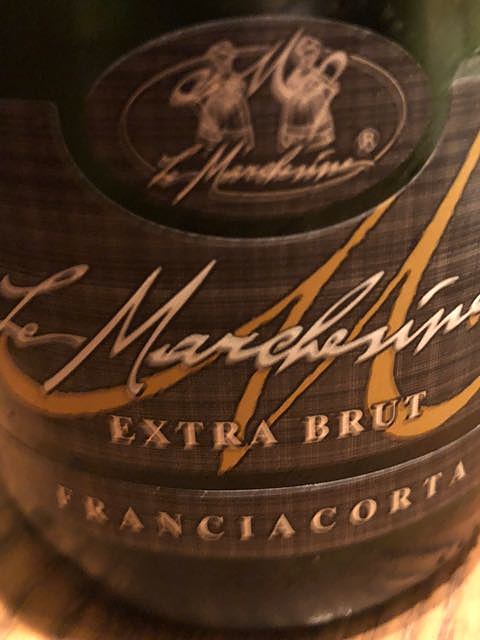 M
Le Marchesine ®
Le Marchesine
EXTRA BRUT
FRANCIACORTA